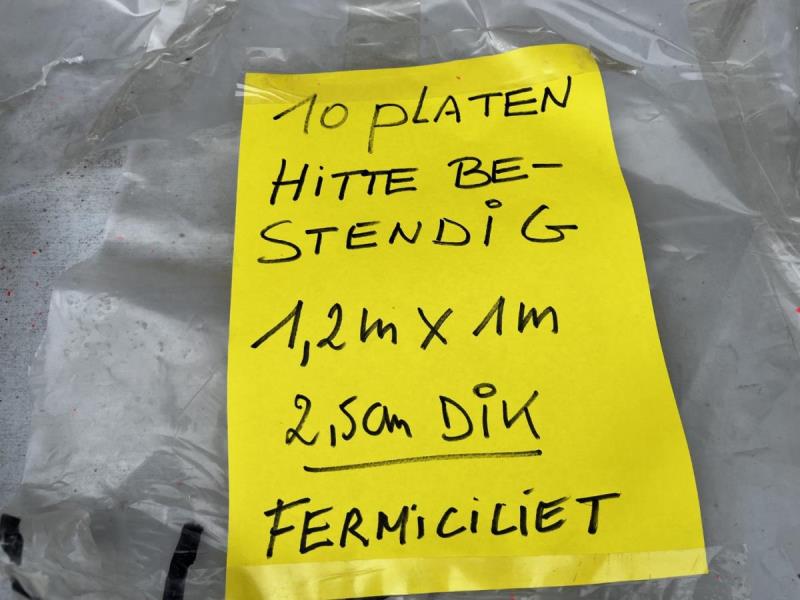 10 PLATEN
HITTE BE-
STENDIG
1,2m X 1m
2,5cm DIK
FERMICILIET